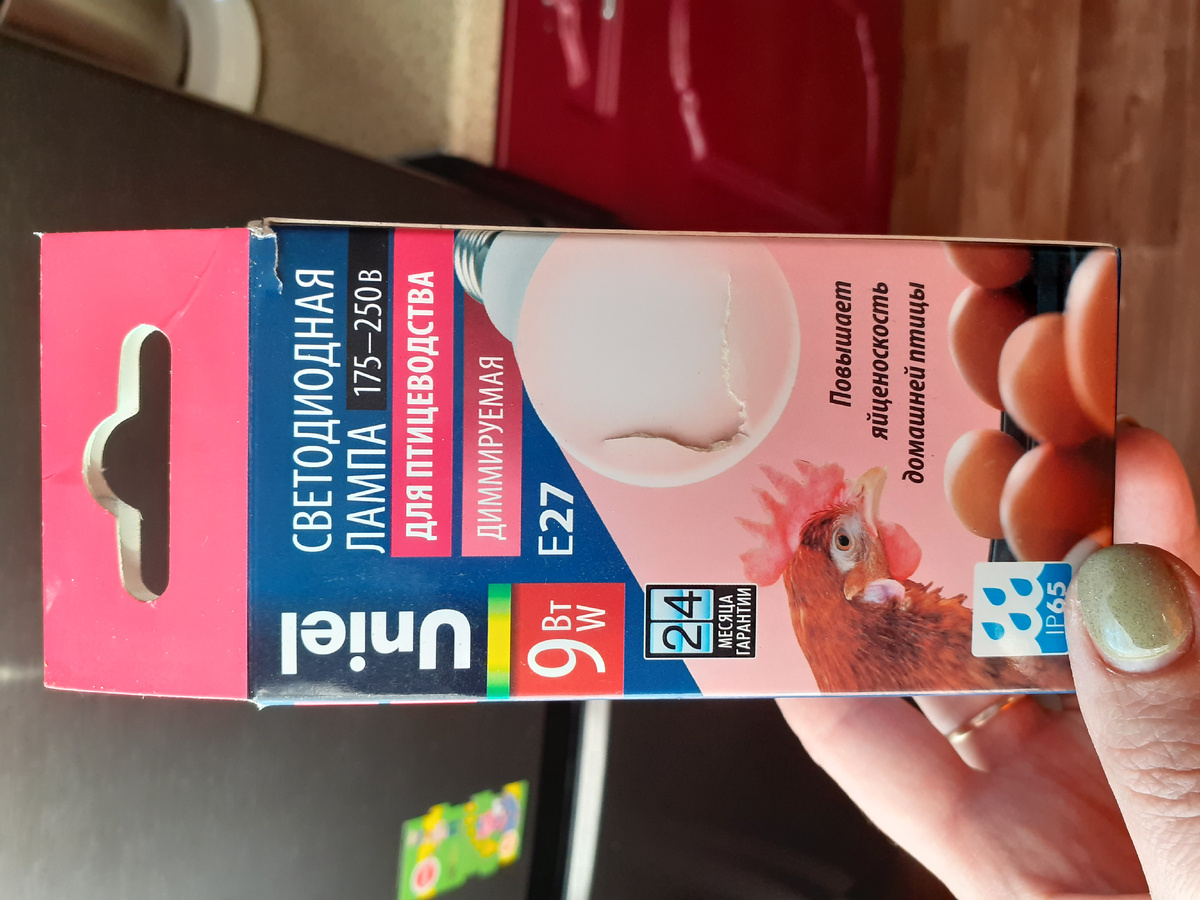 Uniel
СВЕТОДИОДНАЯ
ЛАМПА 175–250В
ДЛЯ ПТИЦЕВОДСТВА
ДИММИРУЕМАЯ
9 Вт
W
E27
24
МЕСЯЦА
ГАРАНТИИ
Повышает
яйценоскость
домашней птицы
IP65